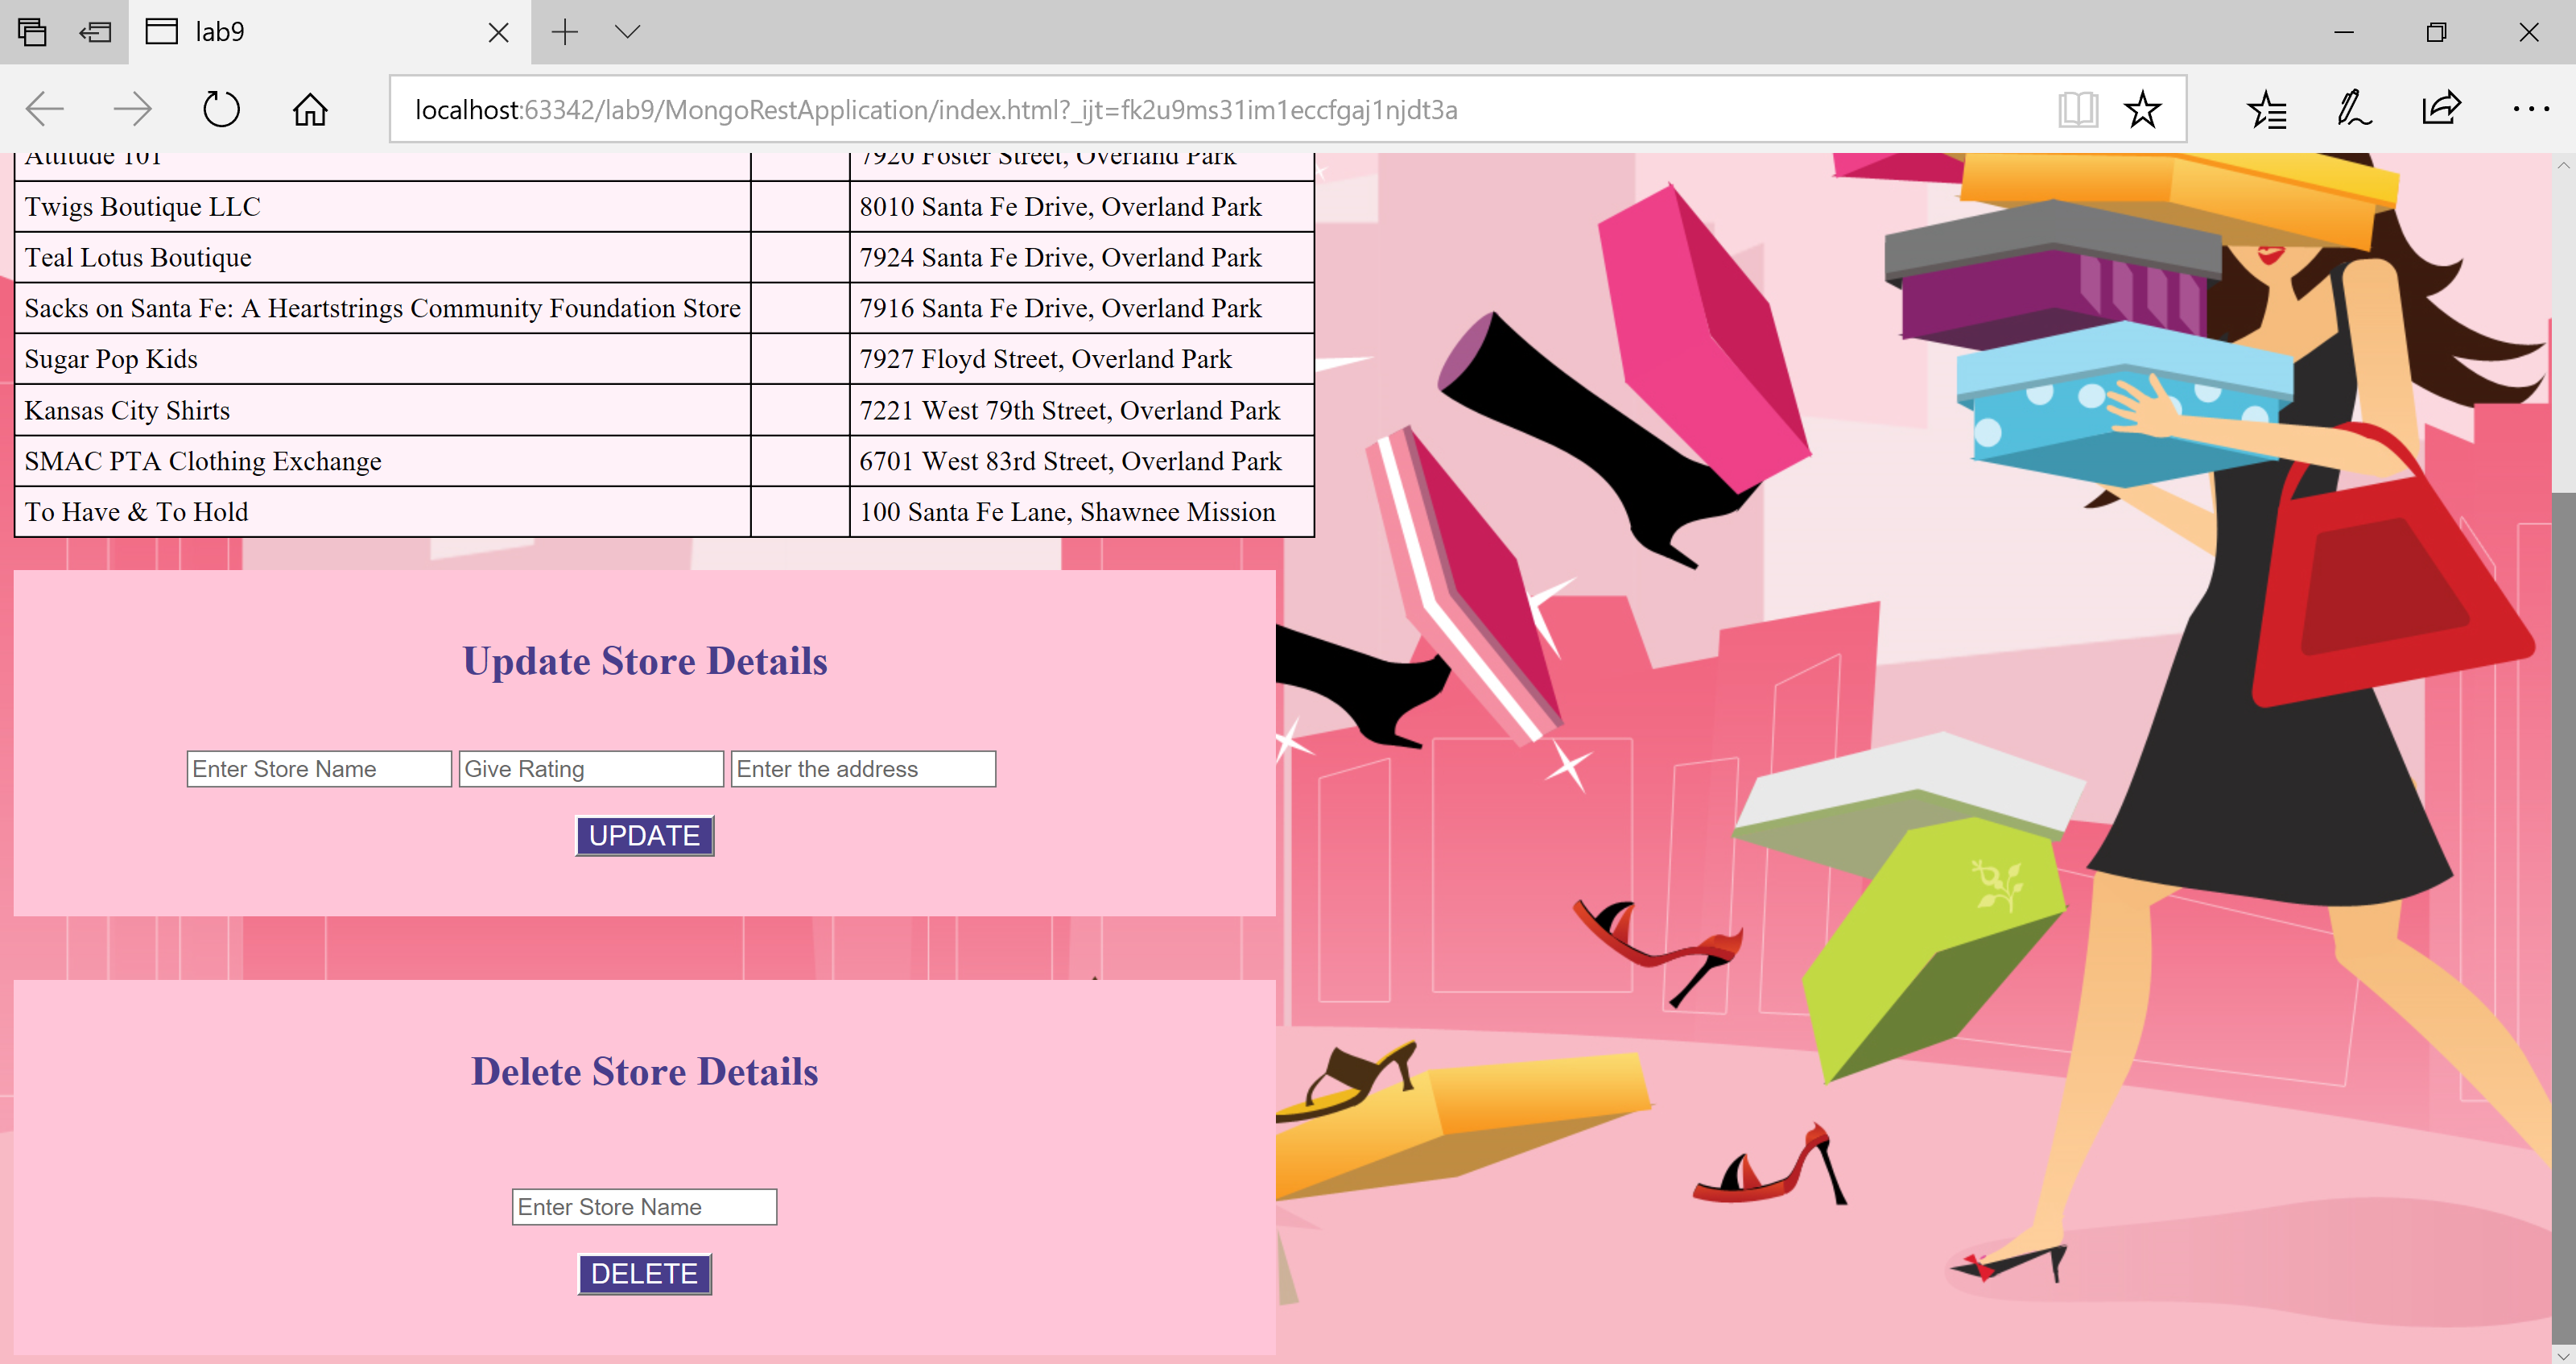 lab9
localhost:63342/lab9/MongoRestApplication/index.html?_ijt=fk2u9ms31im1eccfgaj1njdt3a
Attitude 101 7920 Foster Street, Overland Park
Twigs Boutique LLC 8010 Santa Fe Drive, Overland Park
Teal Lotus Boutique 7924 Santa Fe Drive, Overland Park
Sacks on Santa Fe: A Heartstrings Community Foundation Store 7916 Santa Fe Drive, Overland Park
Sugar Pop Kids 7927 Floyd Street, Overland Park
Kansas City Shirts 7221 West 79th Street, Overland Park
SMAC PTA Clothing Exchange 6701 West 83rd Street, Overland Park
To Have & To Hold 100 Santa Fe Lane, Shawnee Mission
Update Store Details
Enter Store Name Give Rating Enter the address
UPDATE
Delete Store Details
Enter Store Name
DELETE